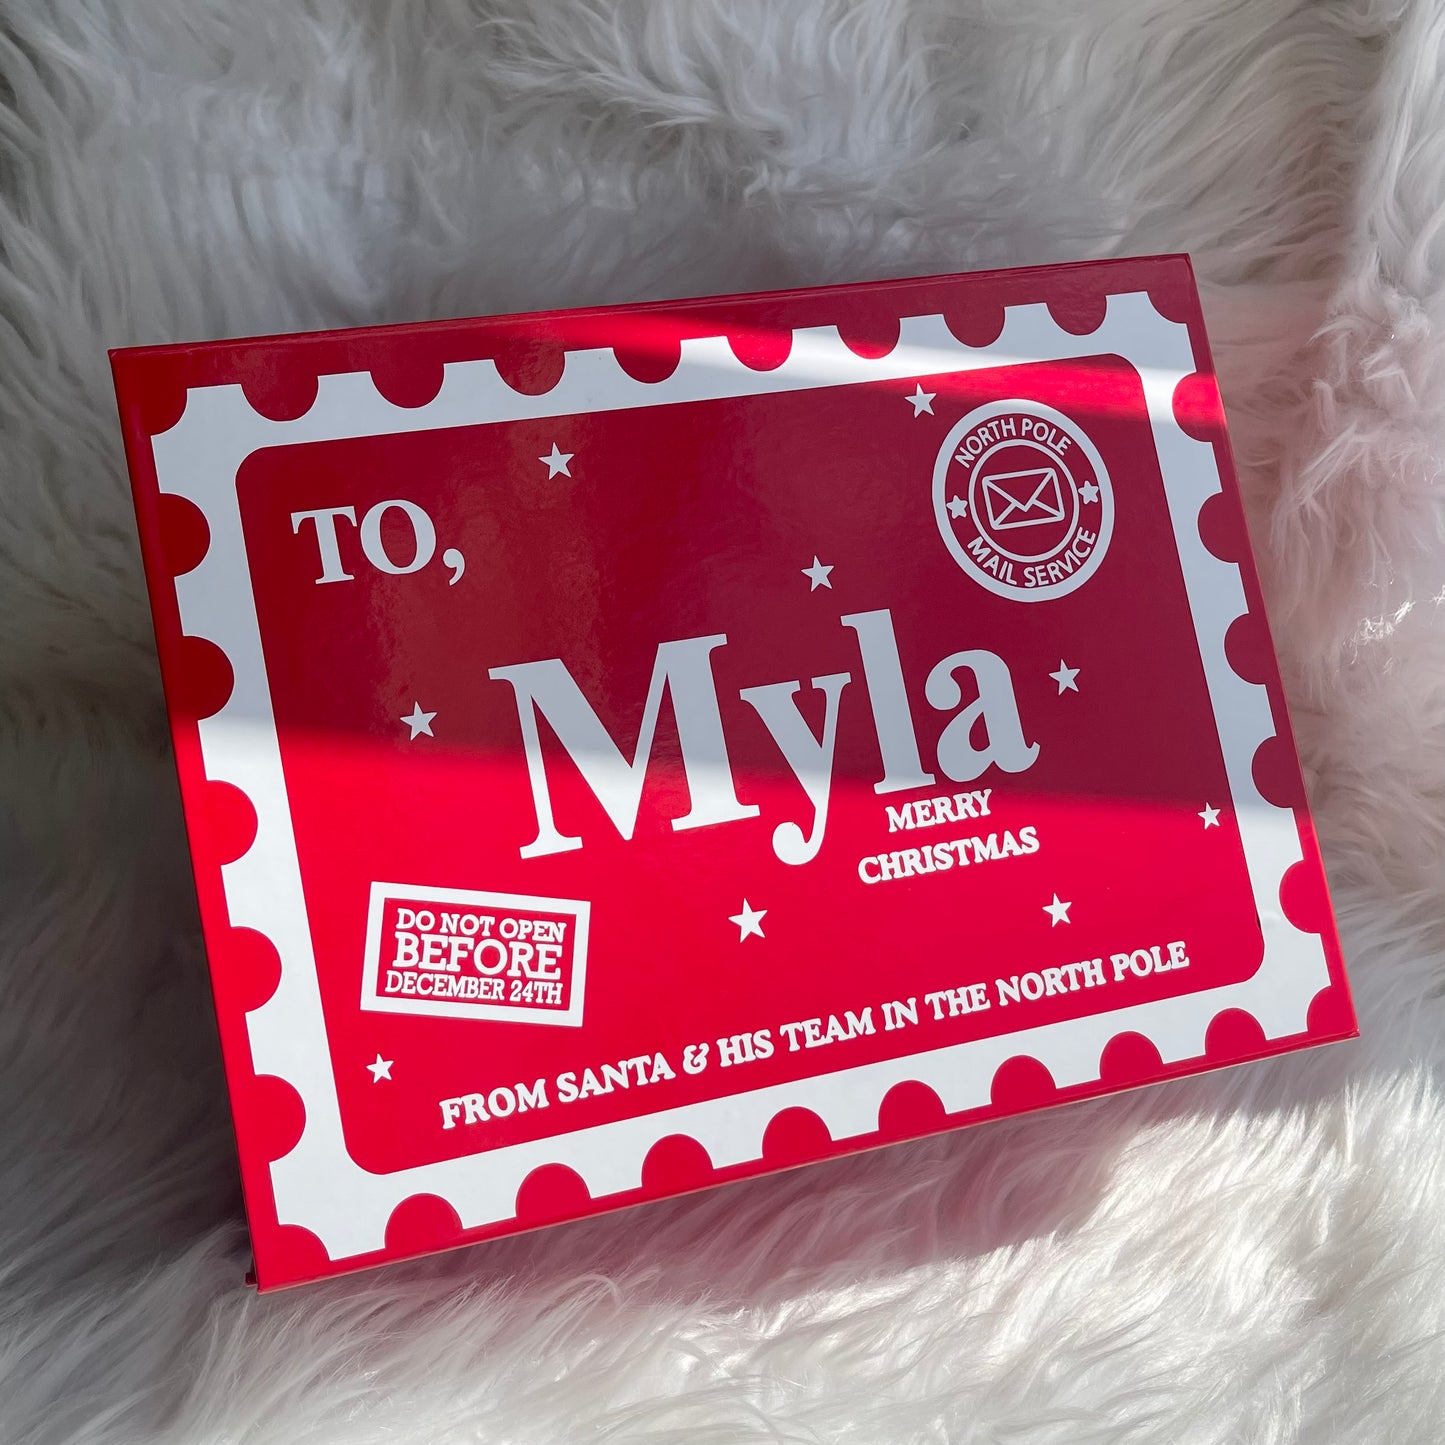 NORTH POLE
MAIL SERVICE
TO,
Myla
MERRY
CHRISTMAS
DO NOT OPEN
BEFORE
DECEMBER 24TH
FROM SANTA & HIS TEAM IN THE NORTH POLE